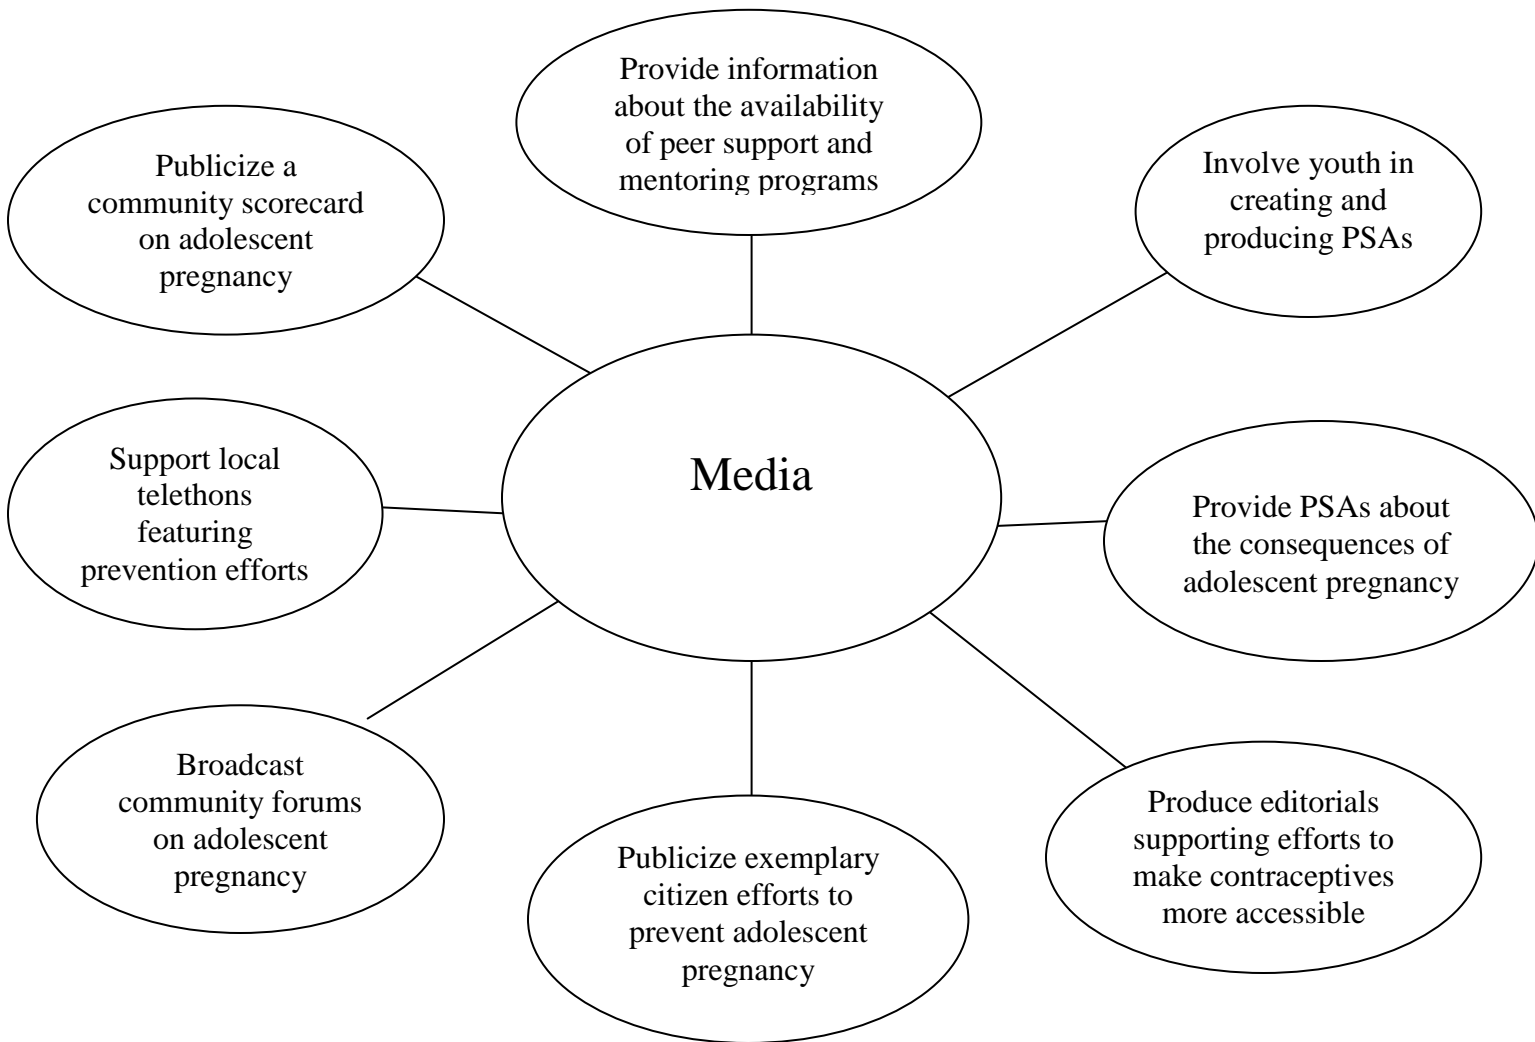 Provide information
about the availability
of peer support and
mentoring programs
Publicize a
community scorecard
on adolescent
pregnancy
Involve youth in
creating and
producing PSAs
Support local
telethons
featuring
prevention efforts
Media
Provide PSAs about
the consequences of
adolescent pregnancy
Broadcast
community forums
on adolescent
pregnancy
Publicize exemplary
citizen efforts to
prevent adolescent
pregnancy
Produce editorials
supporting efforts to
make contraceptives
more accessible